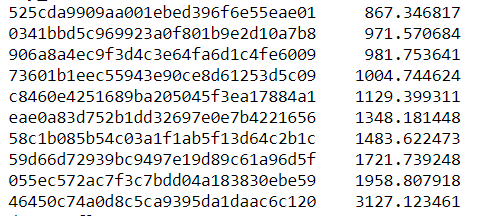 525cda9909aa001ebed396f6e55eae01 867.346817
0341bbd5c969923a0f801b9e2d10a7b8 971.570684
906a8a4ec9f3d4c3e64fa6d1c4fe6009 981.753641
73601b1eec55943e90ce8d61253d5c09 1004.744624
c8460e4251689ba205045f3ea17884a1 1129.399311
eae0a83d752b1dd32697e0e7b4221656 1348.181448
58c1b085b54c03a1f1ab5f13d64c2b1c 1483.622473
59d66d72939bc9497e19d89c61a96d5f 1721.739248
055ec572ac7f3c7bdd04a183830ebe59 1958.807918
46450c74a0d8c5ca9395da1daac6c120 3127.123461